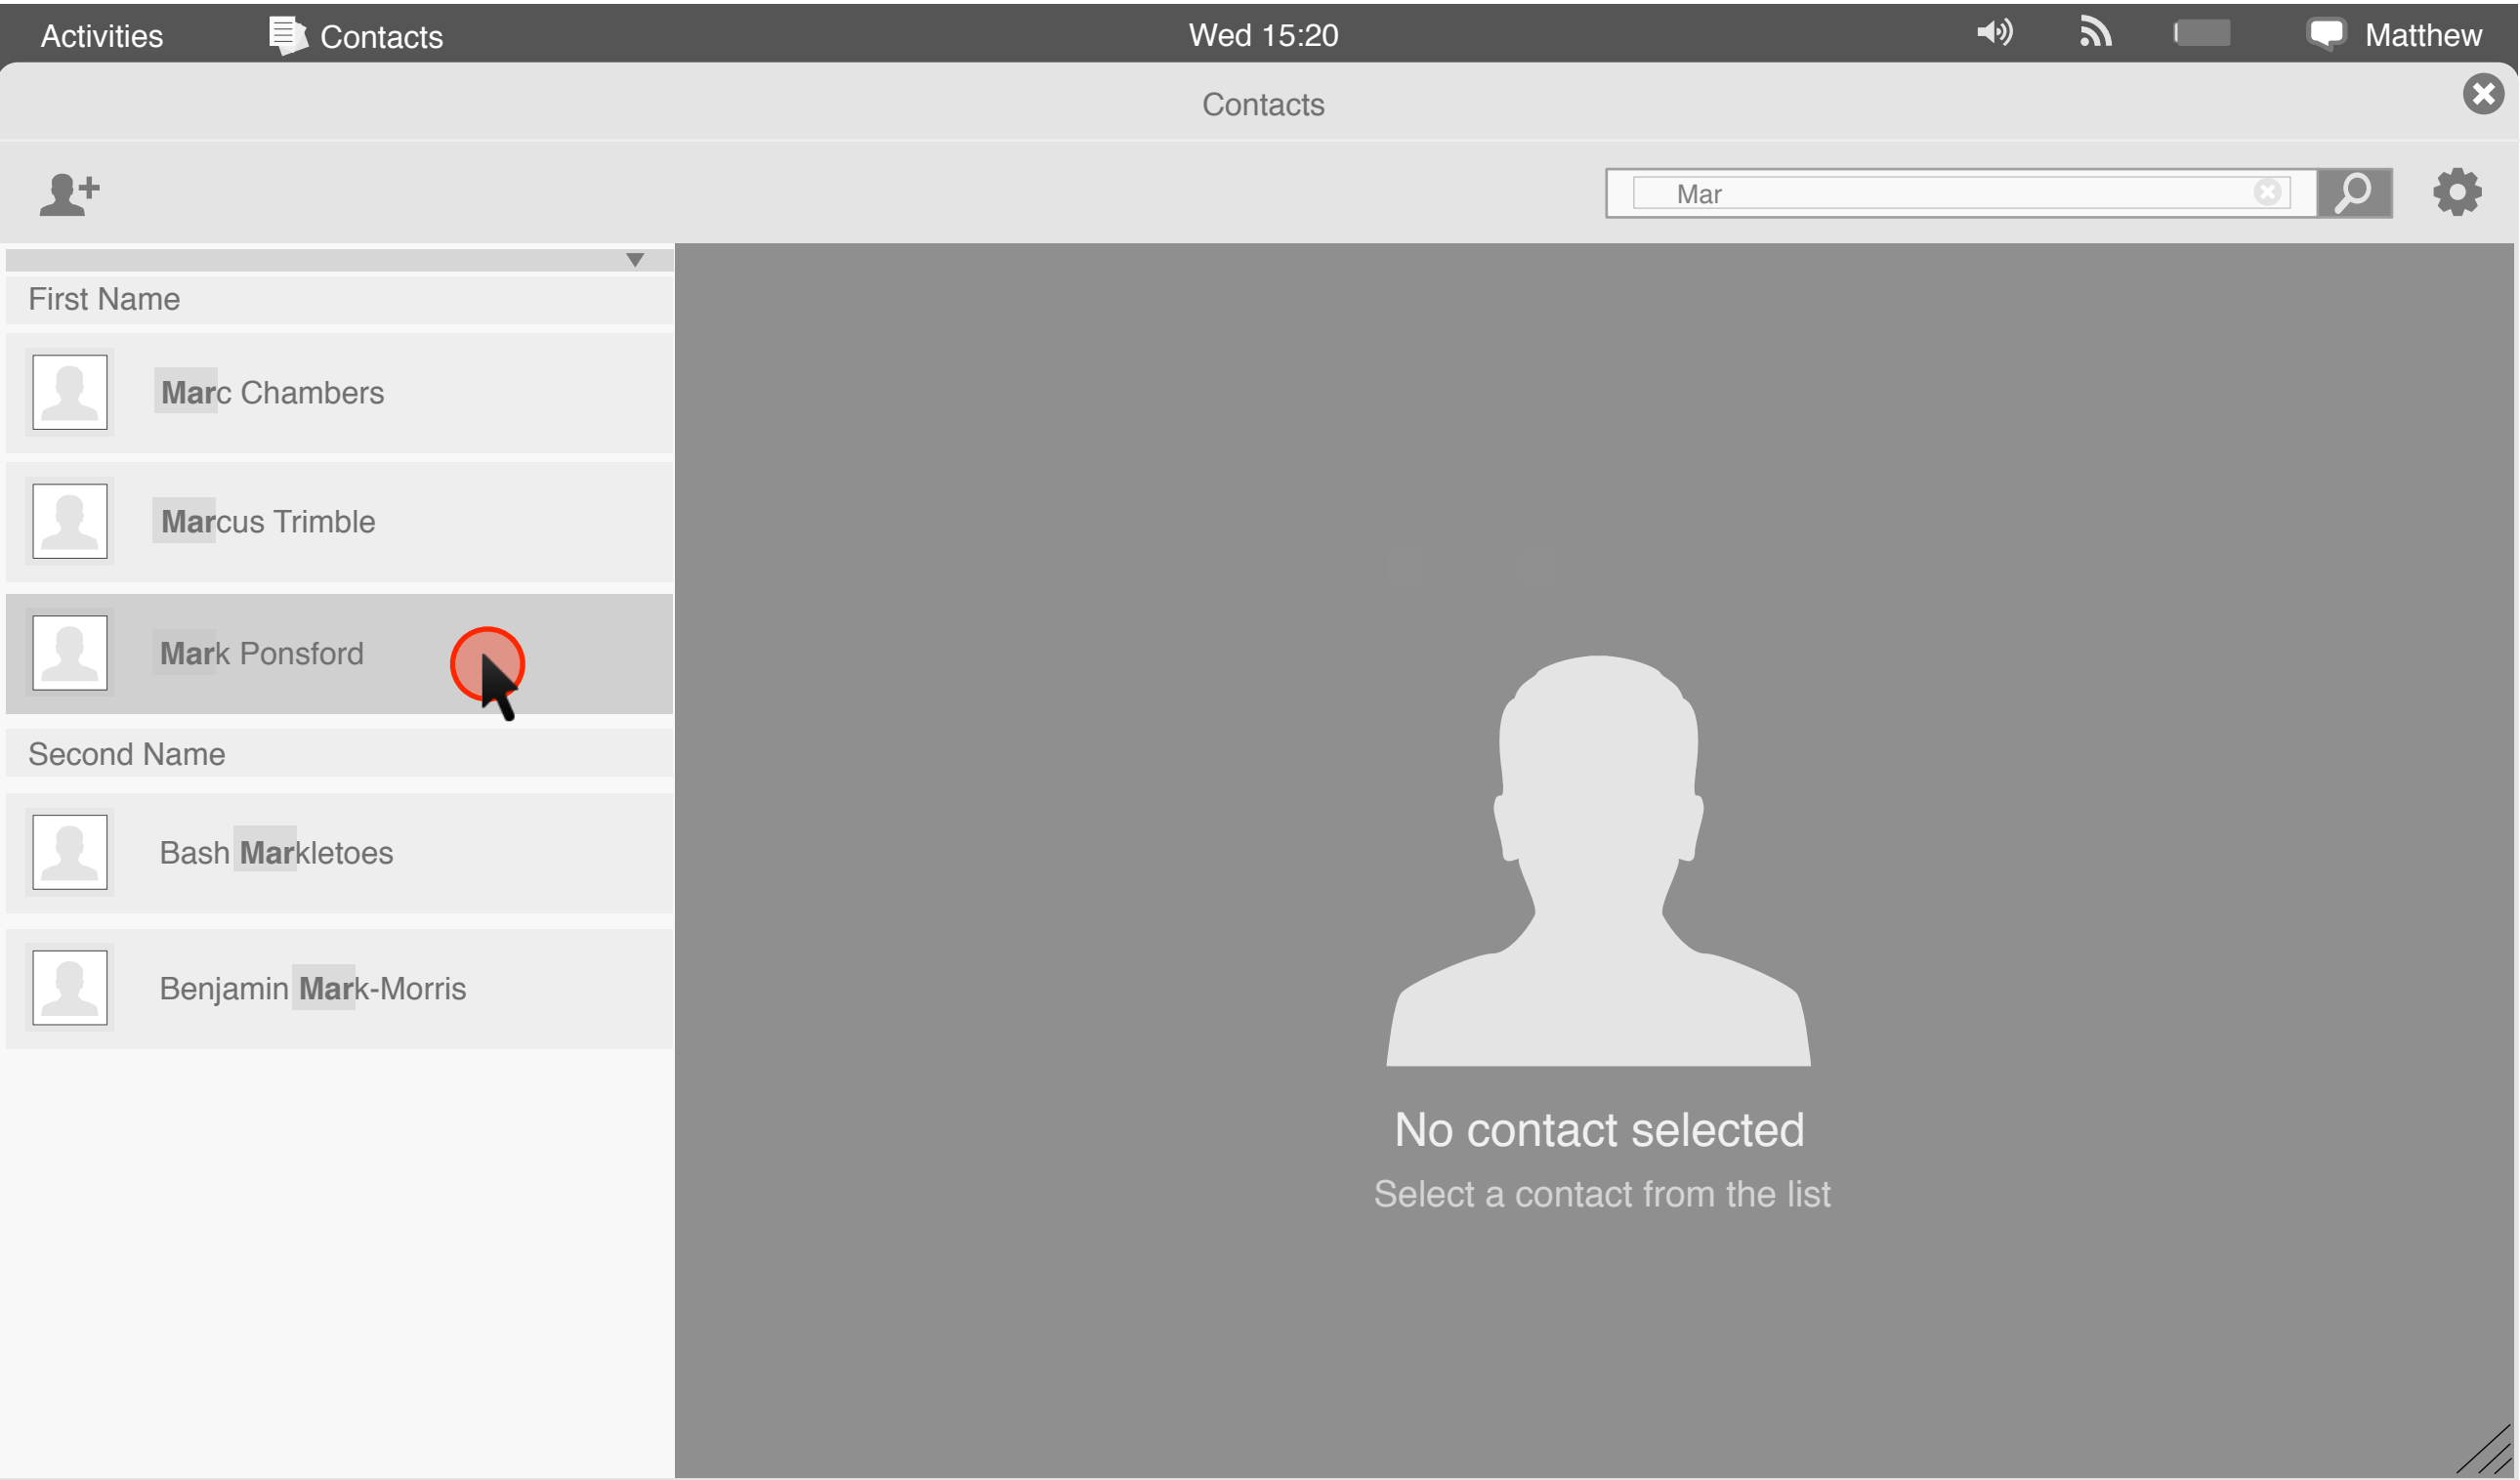 Activities
Contacts
Wed 15:20
Matthew
Contacts
Mar
First Name
Marc Chambers
Marcus Trimble
Mark Ponsford
Second Name
Bash Markletoes
Benjamin Mark-Morris
No contact selected
Select a contact from the list